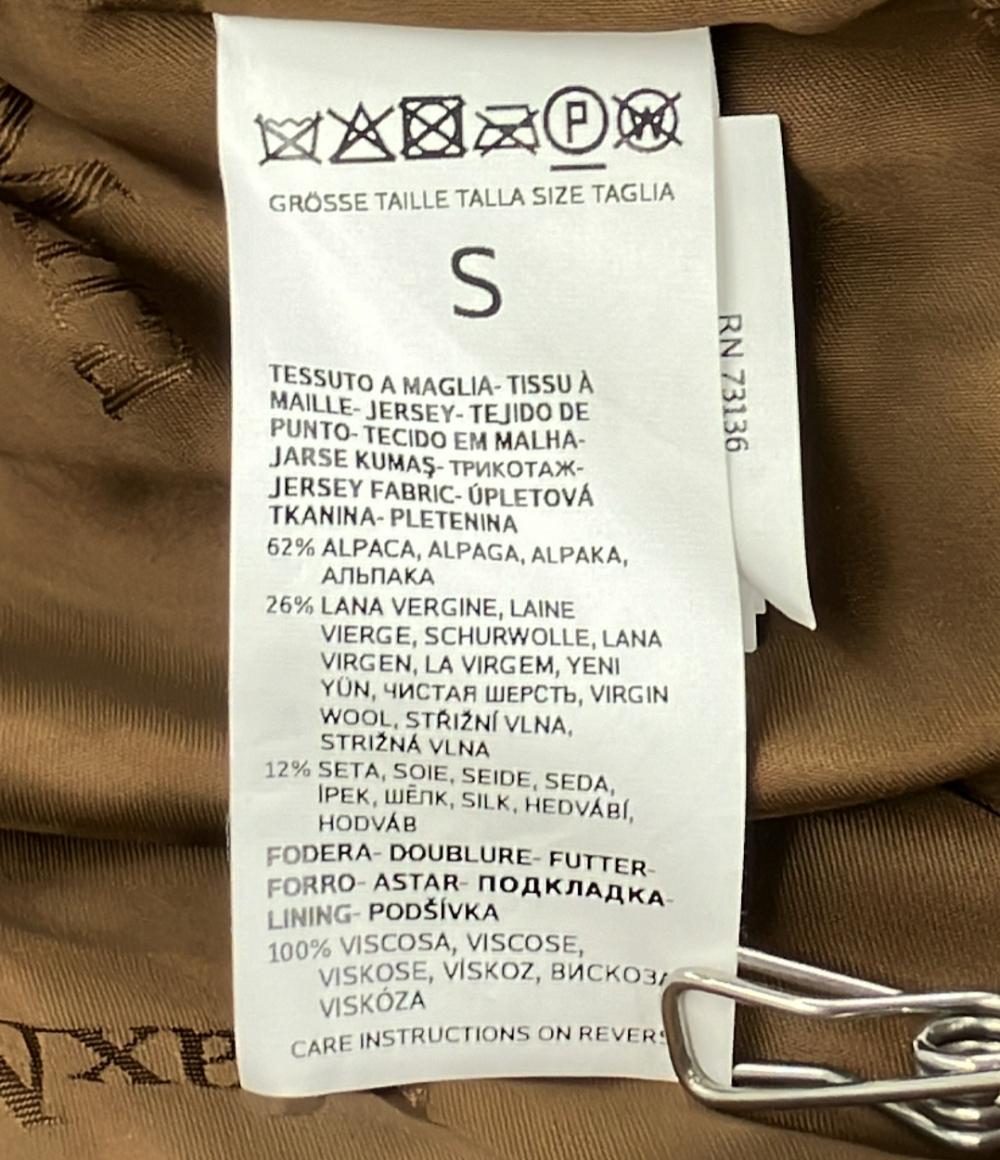 P
W
GRÖSSE TAILLE TALLA SIZE TAGLIA
S
TESSUTO A MAGLIA- TISSU À
MAILLE- JERSEY- TEJIDO DE
PUNTO- TECIDO EM MALHA-
JARSE KUMAŞ- ТРИКОТАЖ-
JERSEY FABRIC- ÚPLETOVÁ
TKANINA- PLETENINA
62% ALPACA, ALPAGA, ALPAKA,
АЛЬПАКА
26% LANA VERGINE, LAINE
VIERGE, SCHURWOLLE, LANA
VIRGEN, LA VIRGEM, YENI
YÜN, ЧИСТАЯ ШЕРСТЬ, VIRGIN
WOOL, STŘIŽNÍ VLNA,
STRIŽNÁ VLNA
12% SETA, SOIE, SEIDE, SEDA,
İPEK, ШЁЛК, SILK, HEDVÁBÍ,
HODVÁB
FODERA- DOUBLURE- FUTTER-
FORRO- ASTAR- ПОДКЛАДКА-
LINING- PODŠÍVKA
100% VISCOSA, VISCOSE,
VISKOSE, VİSKOZ, ВИСКОЗА
VISKÓZA
CARE INSTRUCTIONS ON REVERS
RN 73136